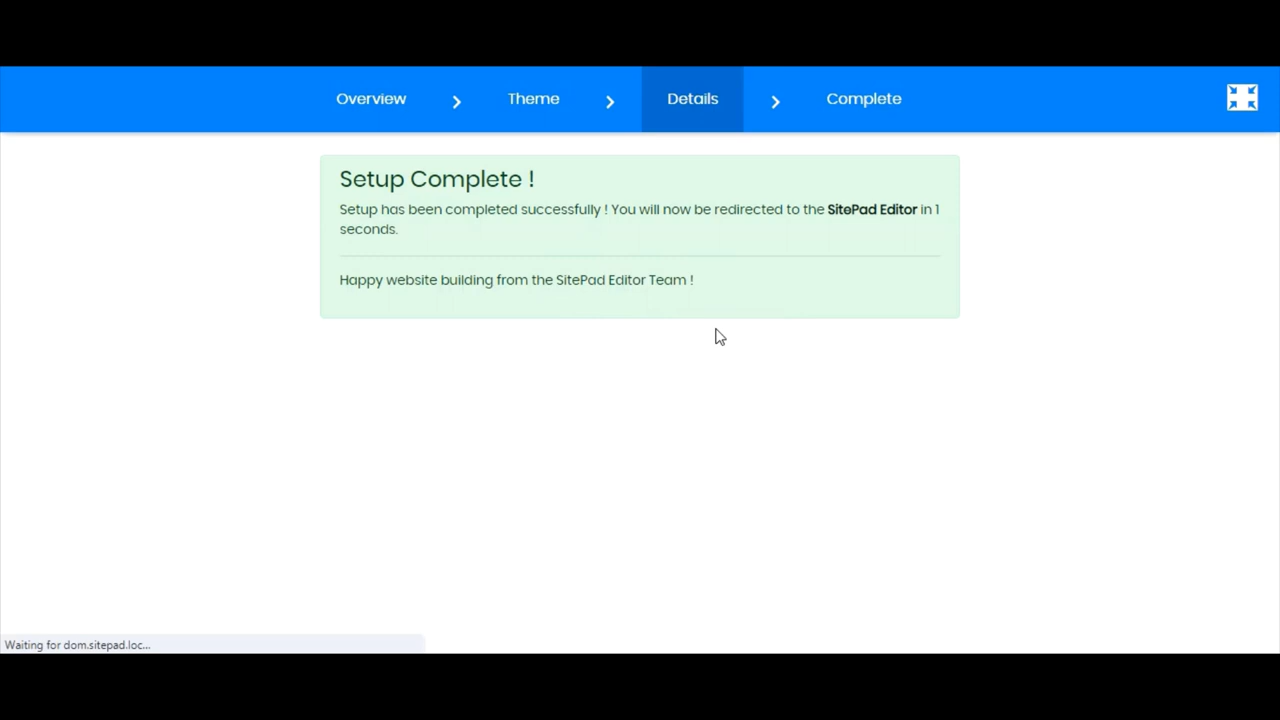 Overview
Theme
Details
Complete
Setup Complete !
Setup has been completed successfully ! You will now be redirected to the SitePad Editor in 1
seconds.
Happy website building from the SitePad Editor Team !
Waiting for dom.sitepad.loc...